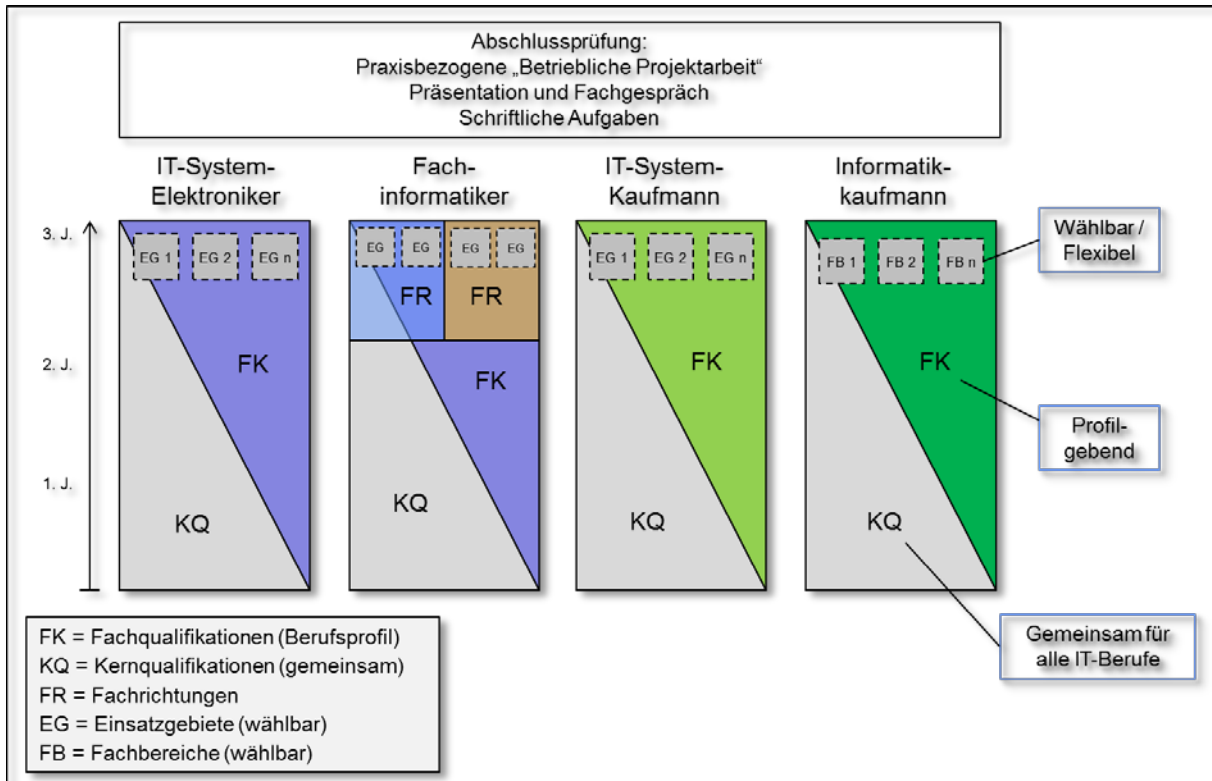 Abschlussprüfung:
Praxisbezogene „Betriebliche Projektarbeit“
Präsentation und Fachgespräch
Schriftliche Aufgaben
IT-System-
Elektroniker
Fach-
informatiker
IT-System-
Kaufmann
Informatik-
kaufmann
3. J.
2. J.
1. J.
EG 1 EG 2 EG n
FK
KQ
EG EG EG EG
FR FR
FK
KQ
EG 1 EG 2 EG n
FK
KQ
FB 1 FB 2 FB n
FK
KQ
Wählbar /
Flexibel
Profil-
gebend
Gemeinsam für
alle IT-Berufe
FK = Fachqualifikationen (Berufsprofil)
KQ = Kernqualifikationen (gemeinsam)
FR = Fachrichtungen
EG = Einsatzgebiete (wählbar)
FB = Fachbereiche (wählbar)